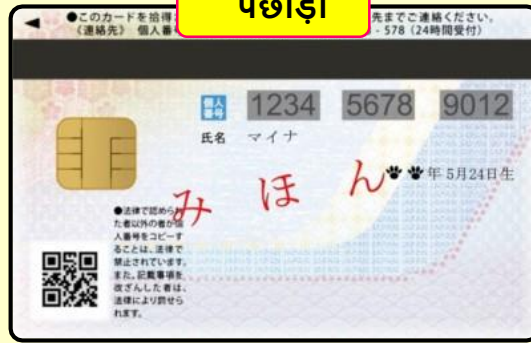 पछाड़ी
◀ ●このカードを拾得 先までご連絡ください。
《連絡先》 個人番 - 578（24時間受付）
個人番号 1234 5678 9012
氏名 マイナ
年 5月24日生
みほん
●法律で認めら
た者以外の者が個
人番号をコピーす
ることは、法律で
禁止されています。
また、記載事項を
改ざんした者は、
法律により罰せら
れます。